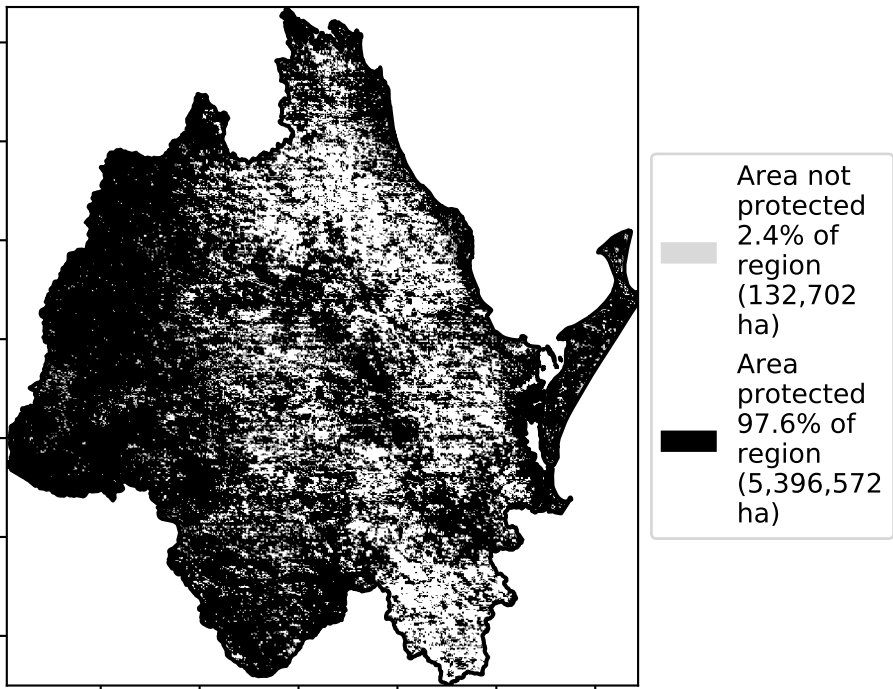 Area not
protected
2.4% of
region
(132,702
ha)
Area
protected
97.6% of
region
(5,396,572
ha)